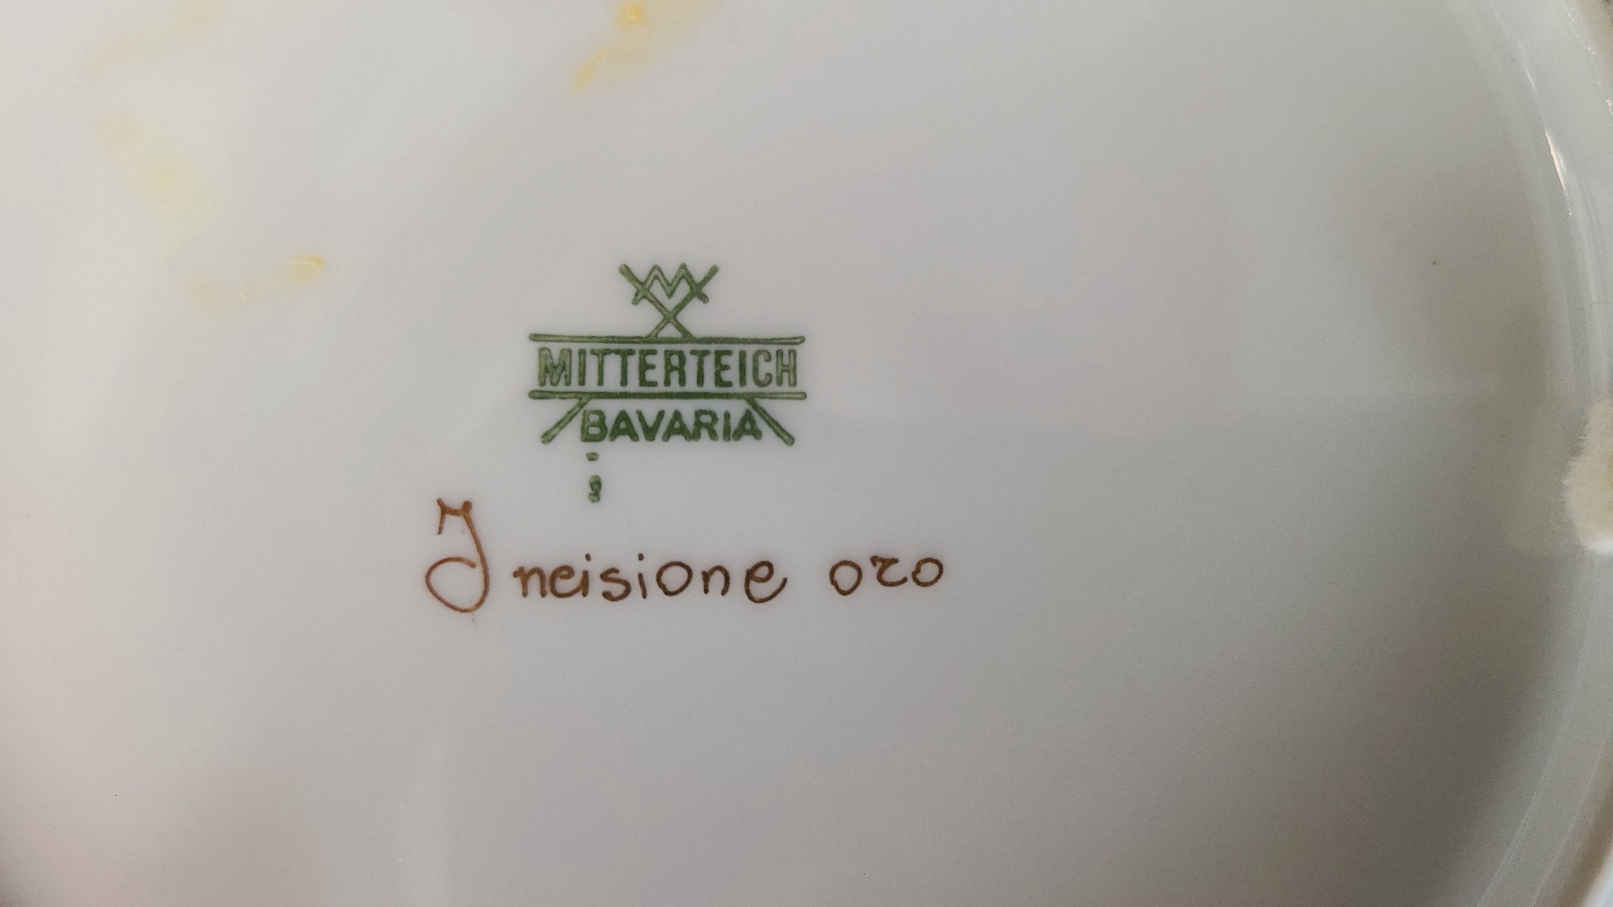 MITTERTEICH
BAVARIA
Incisione oro